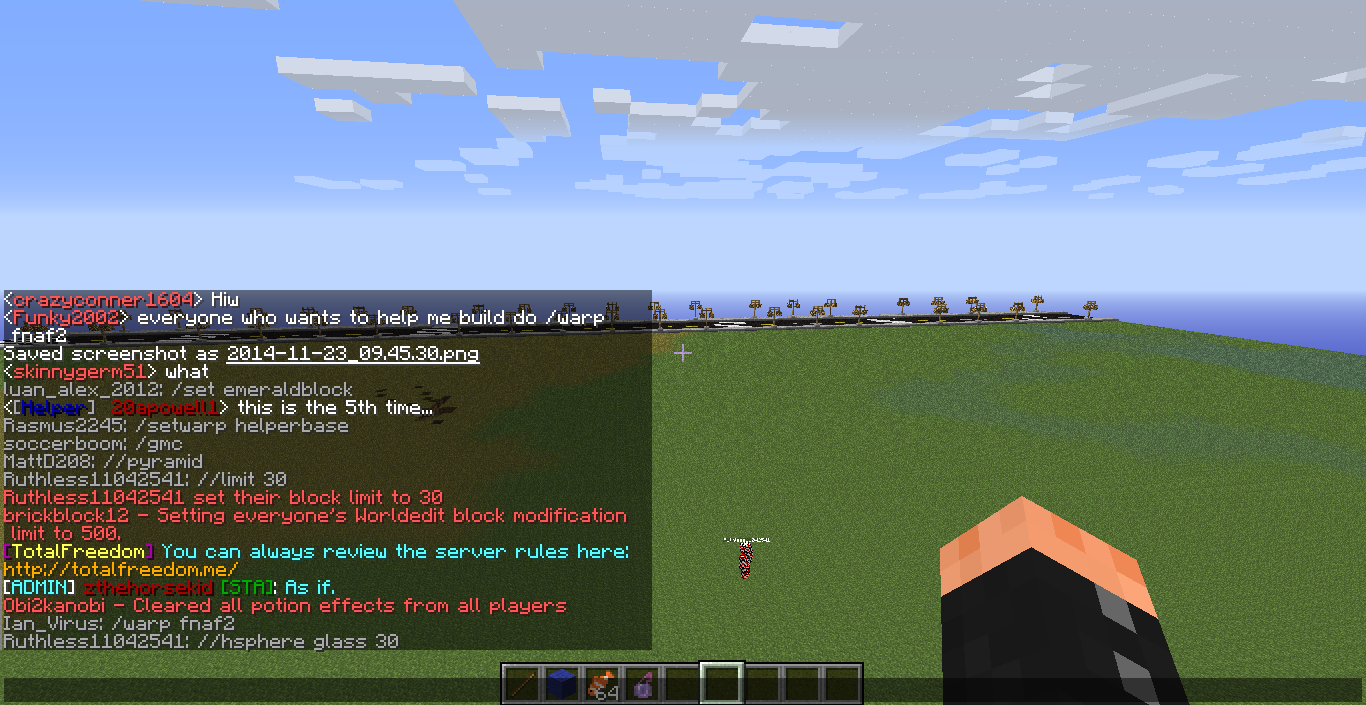 <crazyconner1604> Hiw
<Funky2002> everyone who wants to help me build do /warp
fnaf2
Saved screenshot as 2014-11-23_09.45.30.png
<skinnygerm51> what
luan_alex_2012: /set emeraldblock
<[Helper] 20apowell1> this is the 5th time...
Rasmus2245: /setwarp helperbase
soccerboom: /gmc
MattD208: //pyramid
Ruthless11042541: //limit 30
Ruthless11042541 set their block limit to 30
brickblock12 - Setting everyone's Worldedit block modification
limit to 500.
[TotalFreedom] You can always review the server rules here:
http://totalfreedom.me/
[ADMIN] zthehorsekid [STA]: As if.
Obi2kanobi - Cleared all potion effects from all players
Ian_Virus: /warp fnaf2
Ruthless11042541: //hsphere glass 30
64